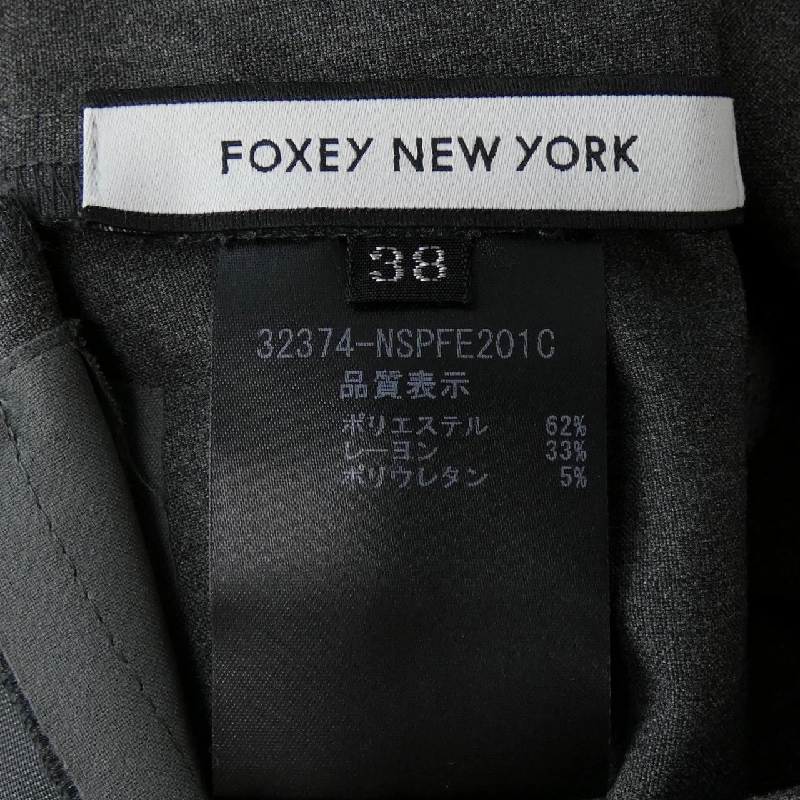 FOXEY NEW YORK
38
32374-NSPFE201C
品質表示
ポリエステル 62%
レーヨン 33%
ポリウレタン 5%